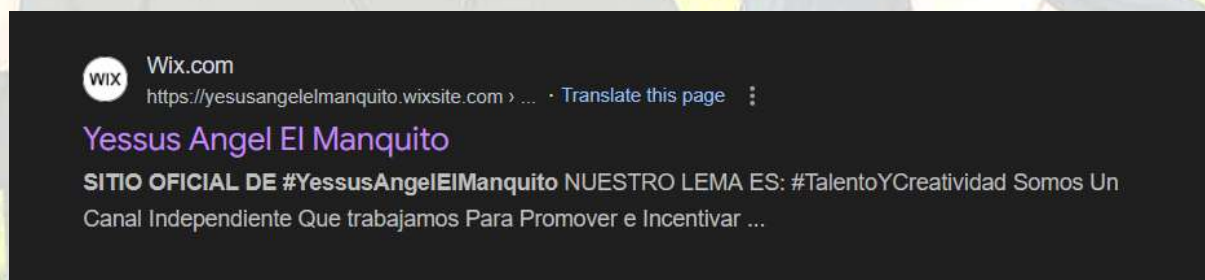 WIX
Wix.com
https://yesusangelelmanquito.wixsite.com › ... · Translate this page
Yessus Angel El Manquito
SITIO OFICIAL DE #YessusAngelElManquito NUESTRO LEMA ES: #TalentoYCreatividad Somos Un
Canal Independiente Que trabajamos Para Promover e Incentivar ...